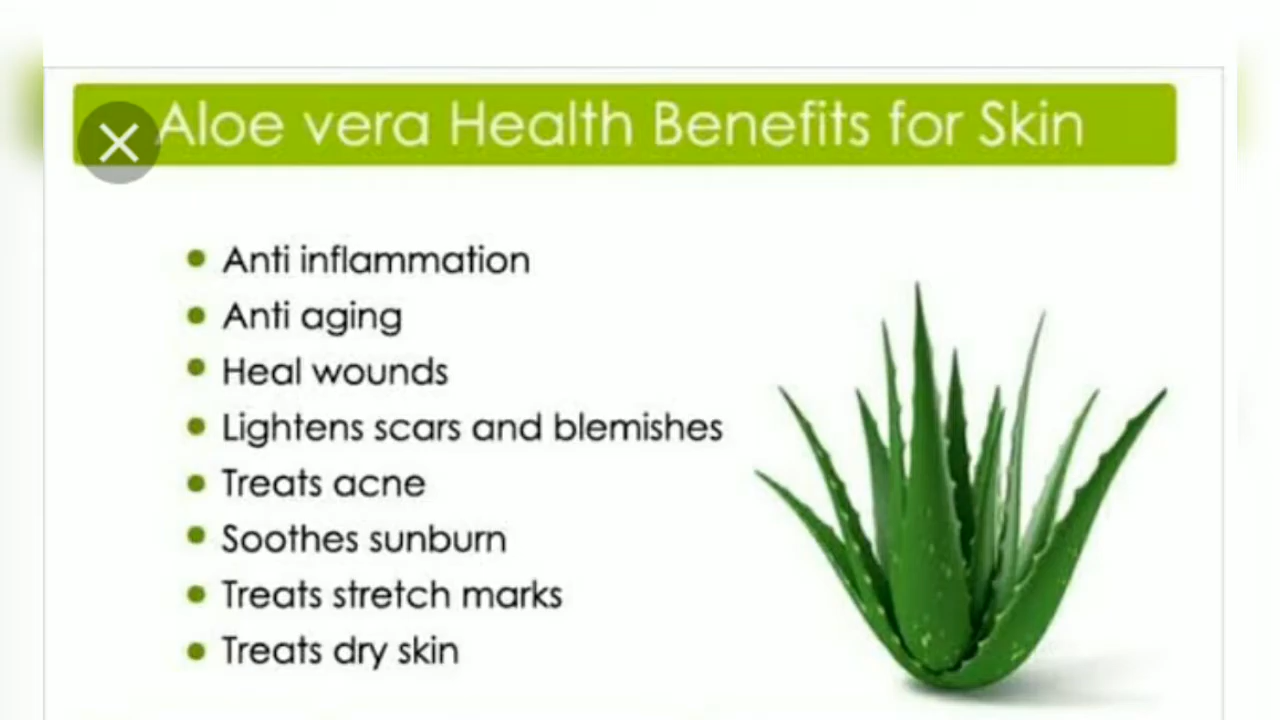 Aloe vera Health Benefits for Skin
Anti inflammation
Anti aging
Heal wounds
Lightens scars and blemishes
Treats acne
Soothes sunburn
Treats stretch marks
Treats dry skin